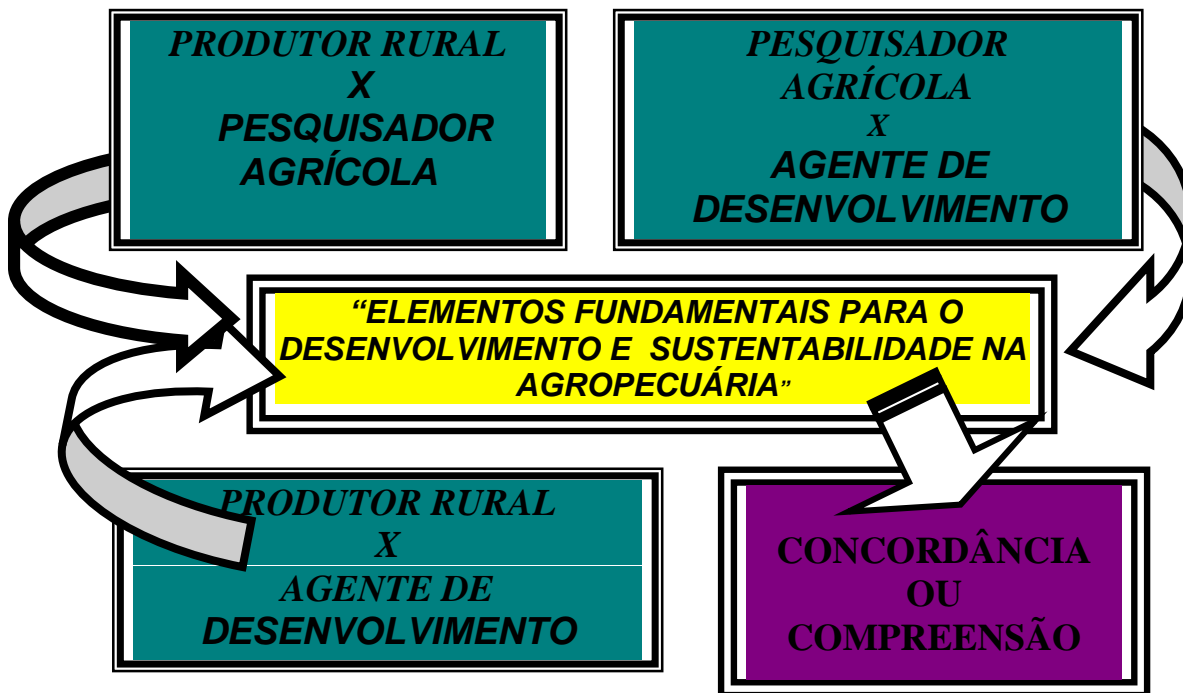 PRODUTOR RURAL
X
PESQUISADOR
AGRÍCOLA
PESQUISADOR
AGRÍCOLA
X
AGENTE DE
DESENVOLVIMENTO
“ELEMENTOS FUNDAMENTAIS PARA O
DESENVOLVIMENTO E SUSTENTABILIDADE NA
AGROPECUÁRIA”
PRODUTOR RURAL
X
AGENTE DE
DESENVOLVIMENTO
CONCORDÂNCIA
OU
COMPREENSÃO